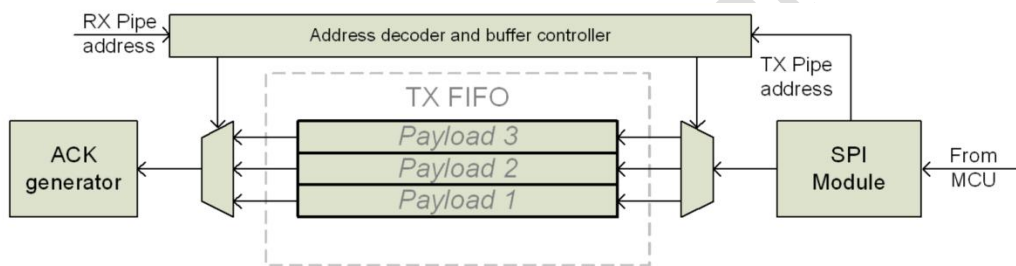 RX Pipe
address
Address decoder and buffer controller
TX Pipe
address
TX FIFO
Payload 3
Payload 2
Payload 1
ACK
generator
SPI
Module
From
MCU